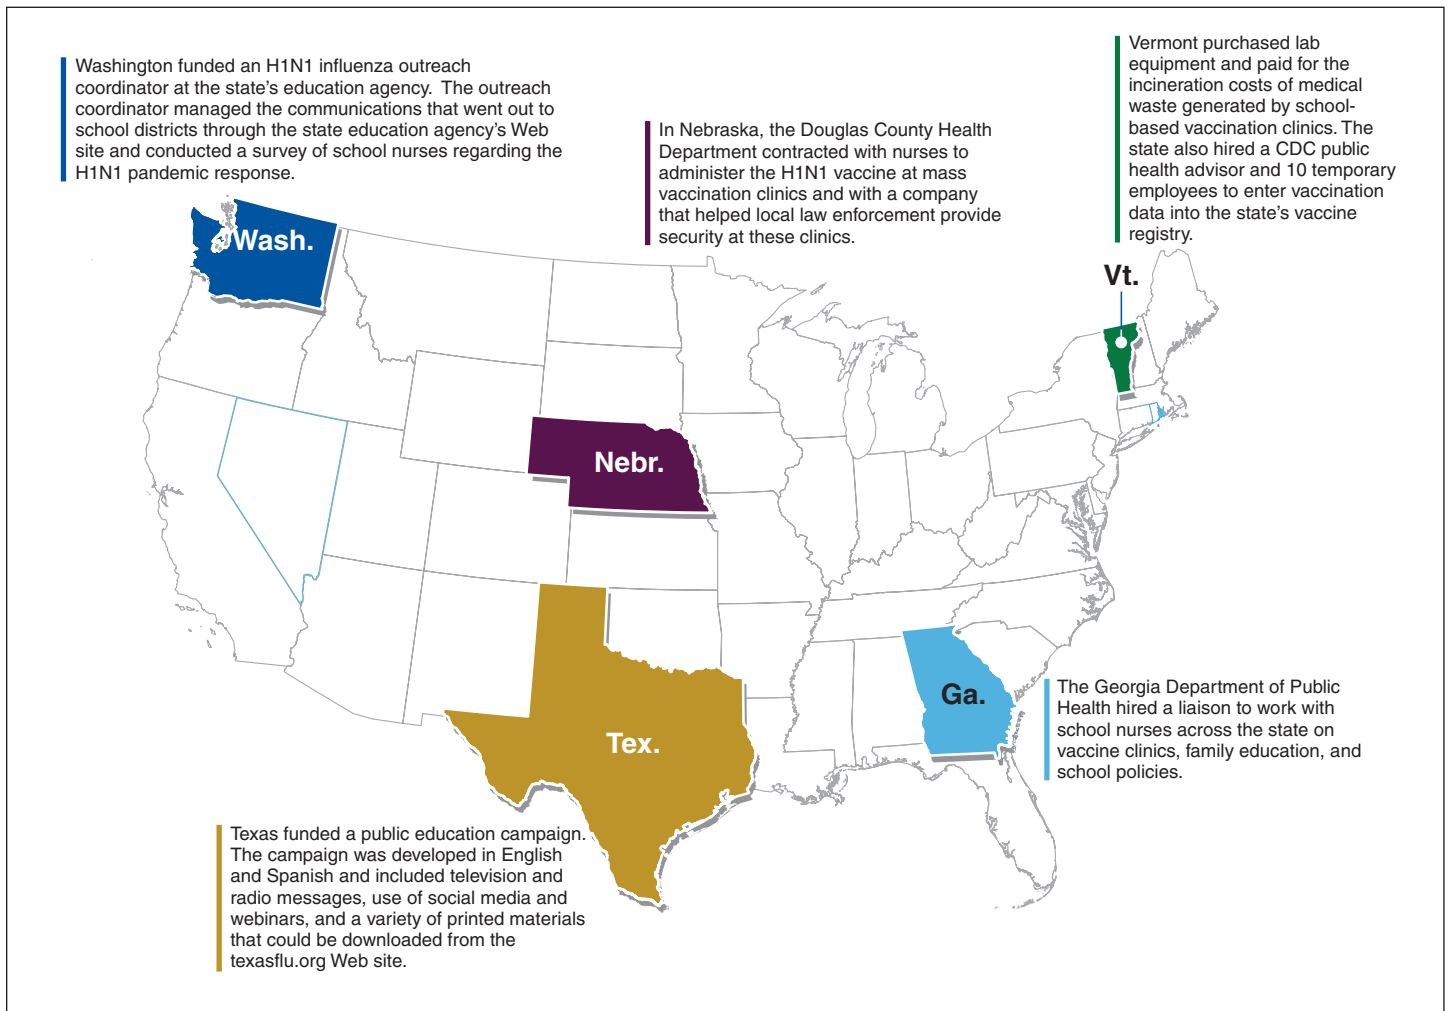 Washington funded an H1N1 influenza outreach
coordinator at the state's education agency. The outreach
coordinator managed the communications that went out to
school districts through the state education agency's Web
site and conducted a survey of school nurses regarding the
H1N1 pandemic response.
In Nebraska, the Douglas County Health
Department contracted with nurses to
administer the H1N1 vaccine at mass
vaccination clinics and with a company
that helped local law enforcement provide
security at these clinics.
Vermont purchased lab
equipment and paid for the
incineration costs of medical
waste generated by school-
based vaccination clinics. The
state also hired a CDC public
health advisor and 10 temporary
employees to enter vaccination
data into the state's vaccine
registry.
Wash.
Vt.
Nebr.
Tex.
Ga.
The Georgia Department of Public
Health hired a liaison to work with
school nurses across the state on
vaccine clinics, family education, and
school policies.
Texas funded a public education campaign.
The campaign was developed in English
and Spanish and included television and
radio messages, use of social media and
webinars, and a variety of printed materials
that could be downloaded from the
texasflu.org Web site.